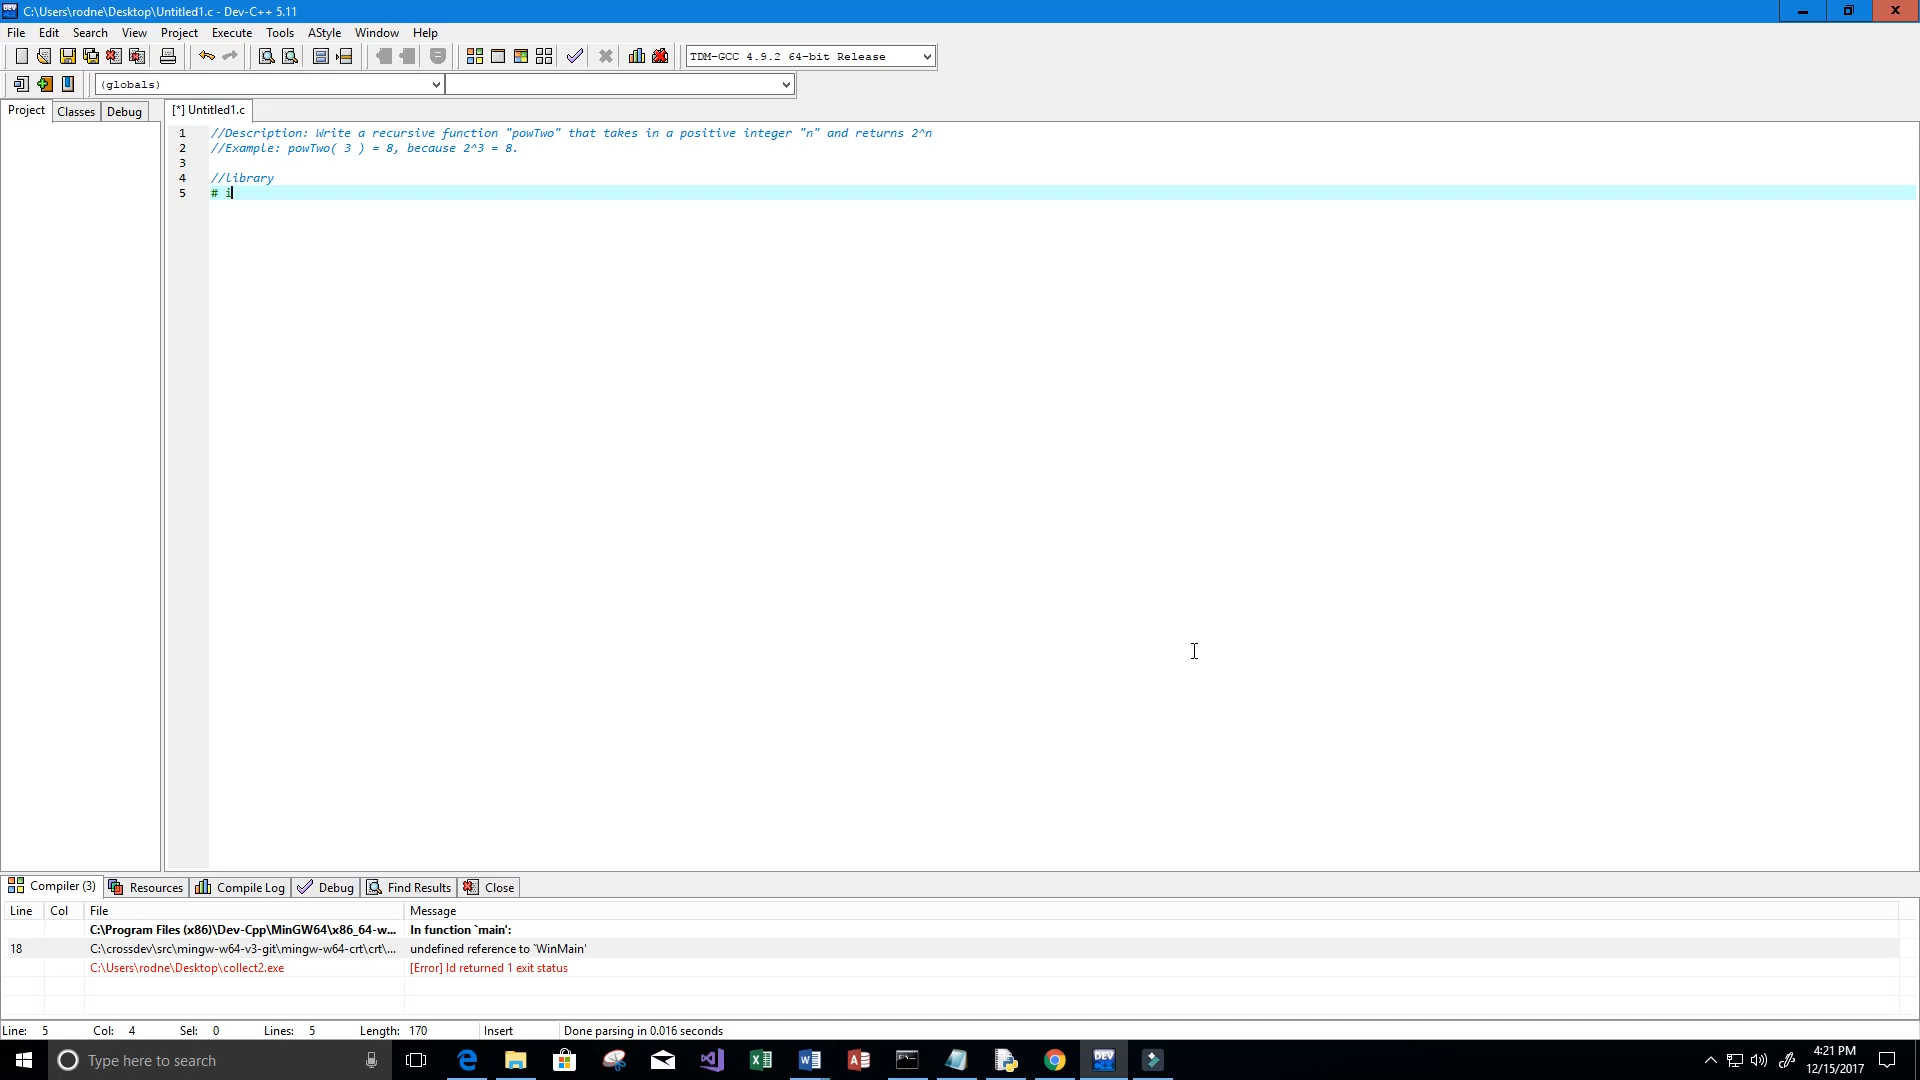 C:\Users\rodne\Desktop\Untitled1.c - Dev-C++ 5.11
File Edit Search View Project Execute Tools AStyle Window Help
TDM-GCC 4.9.2 64-bit Release
(globals)
Project Classes Debug [*] Untitled1.c
1 //Description: Write a recursive function "powTwo" that takes in a positive integer "n" and returns 2^n
2 //Example: powTwo( 3 ) = 8, because 2^3 = 8.
3
4 //library
5 # i
Compiler (3) Resources Compile Log Debug Find Results Close
Line Col File Message
C:\Program Files (x86)\Dev-Cpp\MinGW64\x86_64-w... In function `main':
18 C:\crossdev\src\mingw-w64-v3-git\mingw-w64-crt\crt\... undefined reference to `WinMain'
C:\Users\rodne\Desktop\collect2.exe [Error] ld returned 1 exit status
Line: 5 Col: 4 Sel: 0 Lines: 5 Length: 170 Insert Done parsing in 0.016 seconds
Type here to search
DEV
4:21 PM
12/15/2017